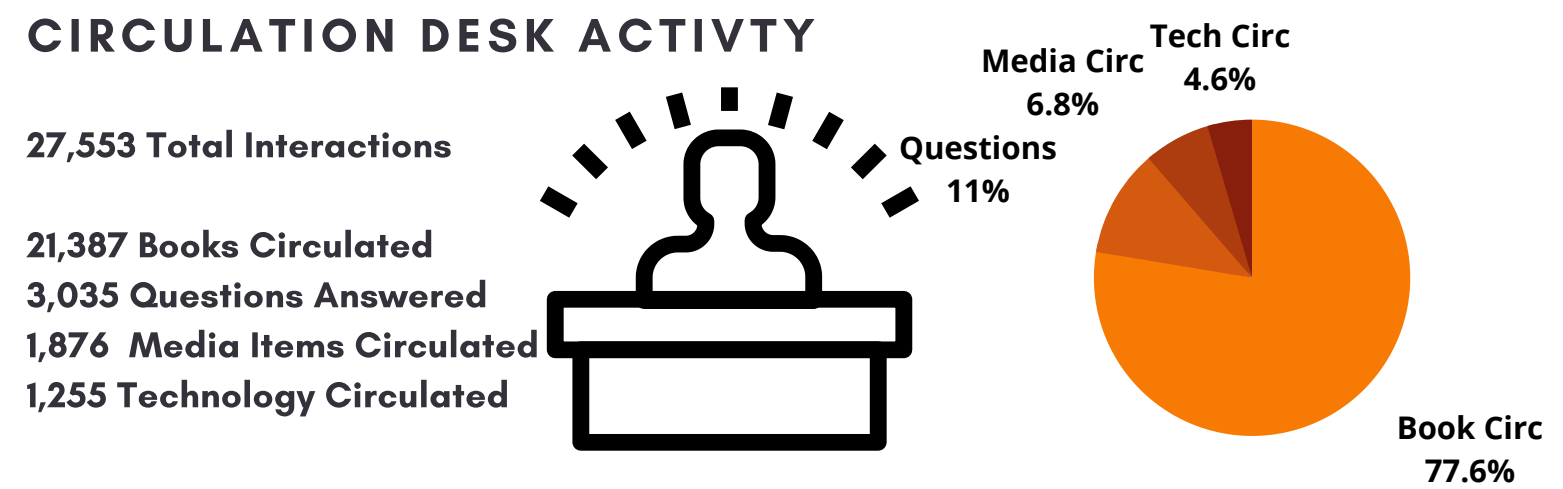 CIRCULATION DESK ACTIVTY
27,553 Total Interactions
21,387 Books Circulated
3,035 Questions Answered
1,876 Media Items Circulated
1,255 Technology Circulated
Tech Circ
4.6%
Media Circ
6.8%
Questions
11%
Book Circ
77.6%